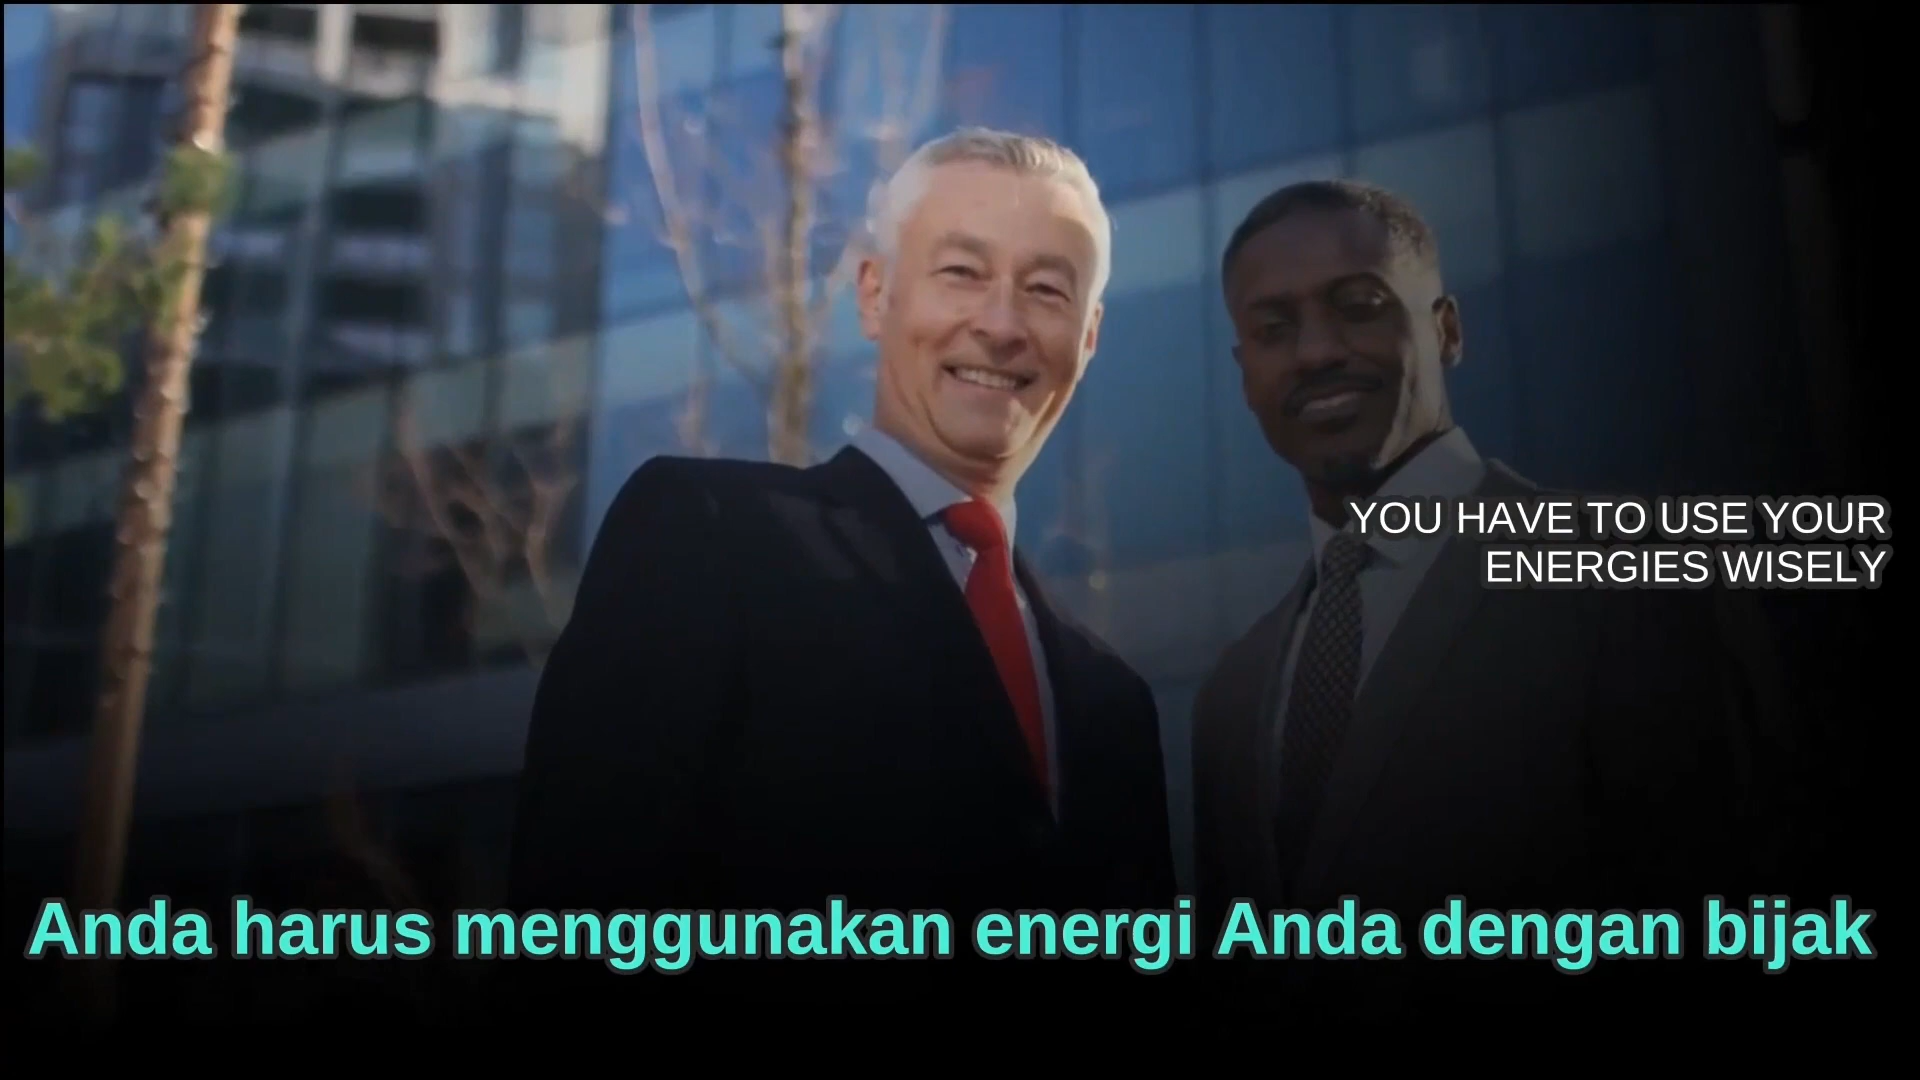 YOU HAVE TO USE YOUR
ENERGIES WISELY
Anda harus menggunakan energi Anda dengan bijak